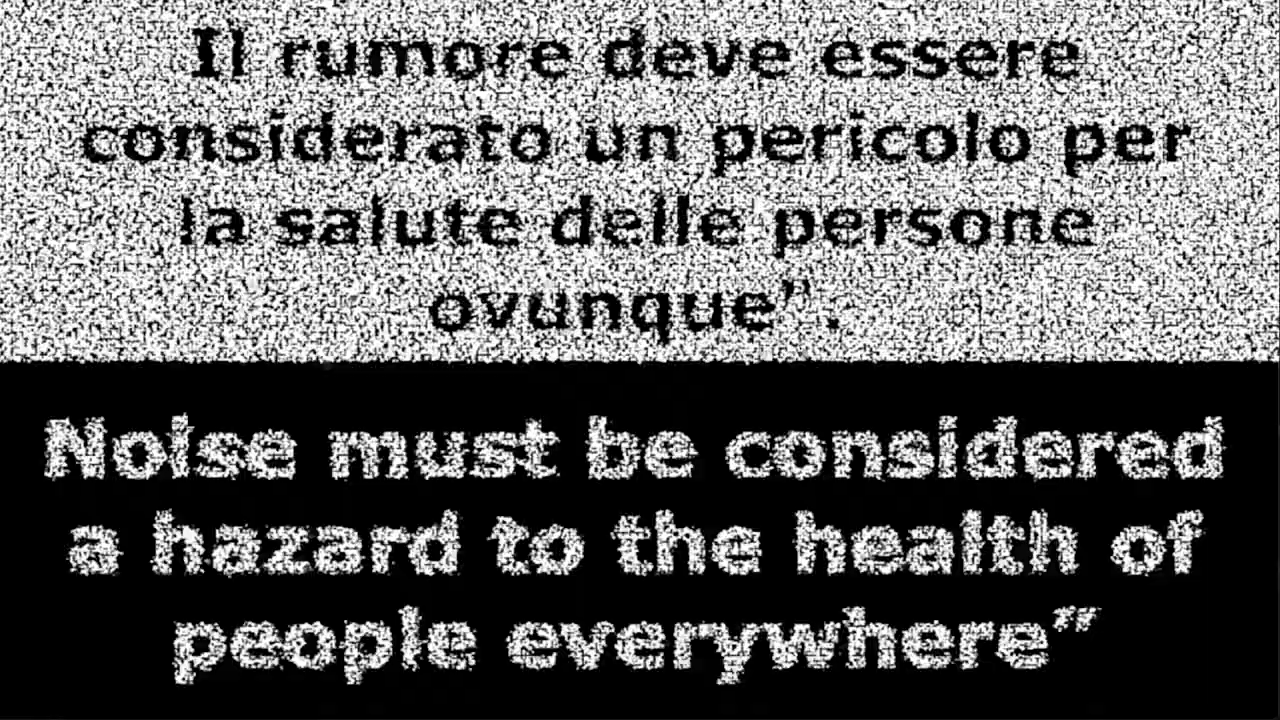 Il rumore deve essere
considerato un pericolo per
la salute delle persone
ovunque”.
Noise must be considered
a hazard to the health of
people everywhere”